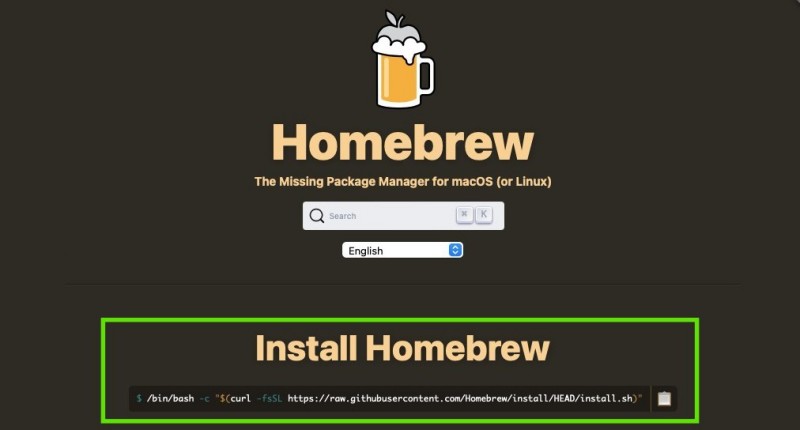 Homebrew
The Missing Package Manager for macOS (or Linux)
Search ⌘ K
English
Install Homebrew
$ /bin/bash -c "$(curl -fsSL https://raw.githubusercontent.com/Homebrew/install/HEAD/install.sh)"